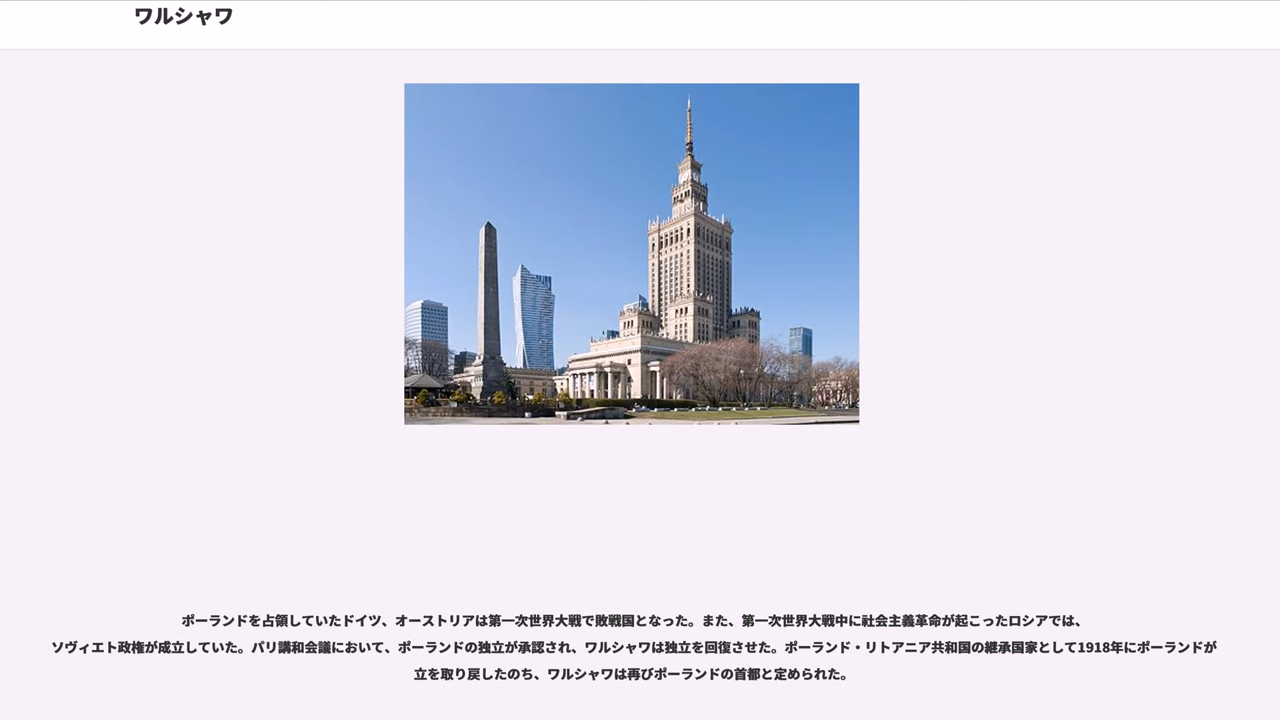 ワルシャワ
ポーランドを占領していたドイツ、オーストリアは第一次世界大戦で敗戦国となった。また、第一次世界大戦中に社会主義革命が起こったロシアでは、
ソヴィエト政権が成立していた。パリ講和会議において、ポーランドの独立が承認され、ワルシャワは独立を回復させた。ポーランド・リトアニア共和国の継承国家として1918年にポーランドが
立を取り戻したのち、ワルシャワは再びポーランドの首都と定められた。